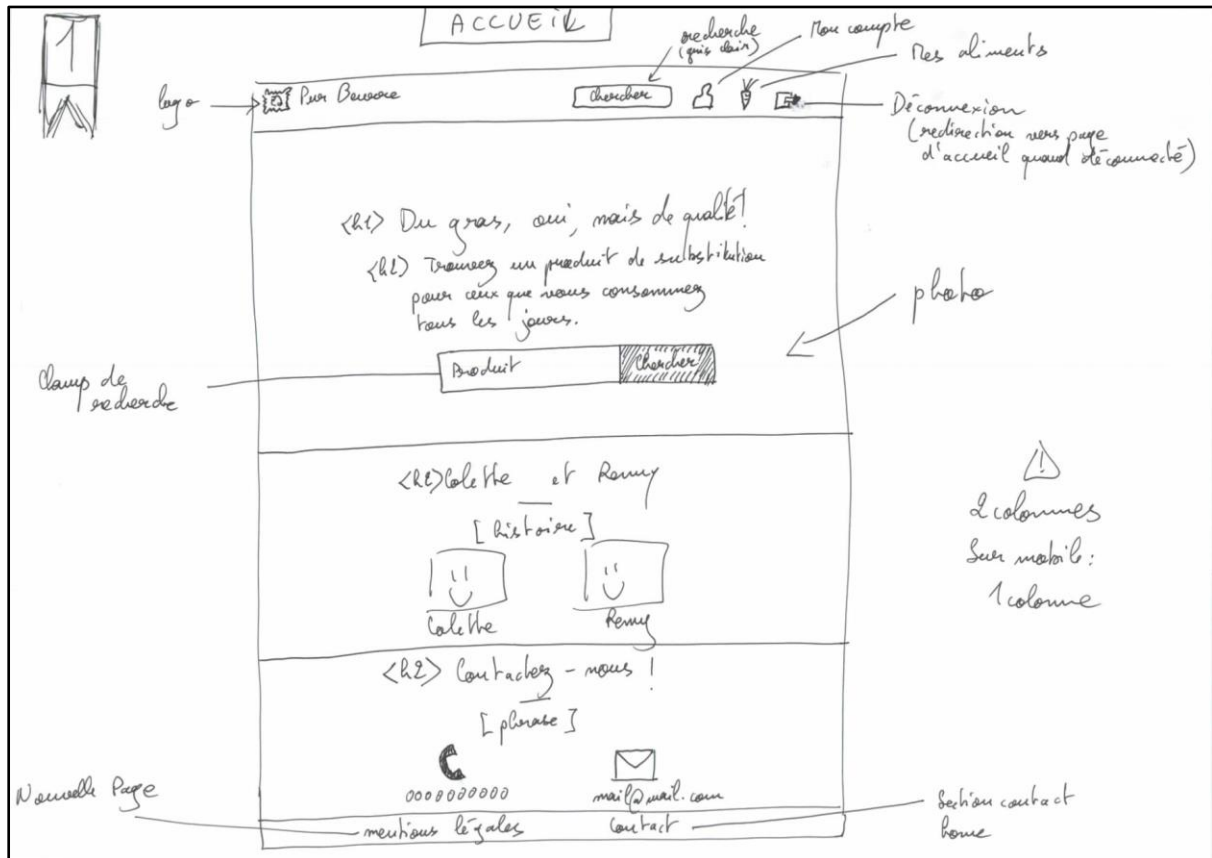 1
ACCUEIL
recherche
(gris clair)
Mon compte
Mes aliments
logo
Pur Beurre
Chercher
Déconnexion
(redirection vers page
d'accueil quand déconnecté)
<h1> Du gras, oui, mais de qualité!
<h2> Trouvez un produit de substitution
pour ceux que vous consommez
tous les jours.
photo
Champ de
recherche
Produit
Chercher
<h2> Colette et Remy
[histoire]
Colette
Remy
2 colonnes
Sur mobile:
1 colonne
<h2> Contactez-nous!
[phrase]
0000000000
mail@mail.com
Nouvelle Page
mentions légales
Contact
Section contact
home